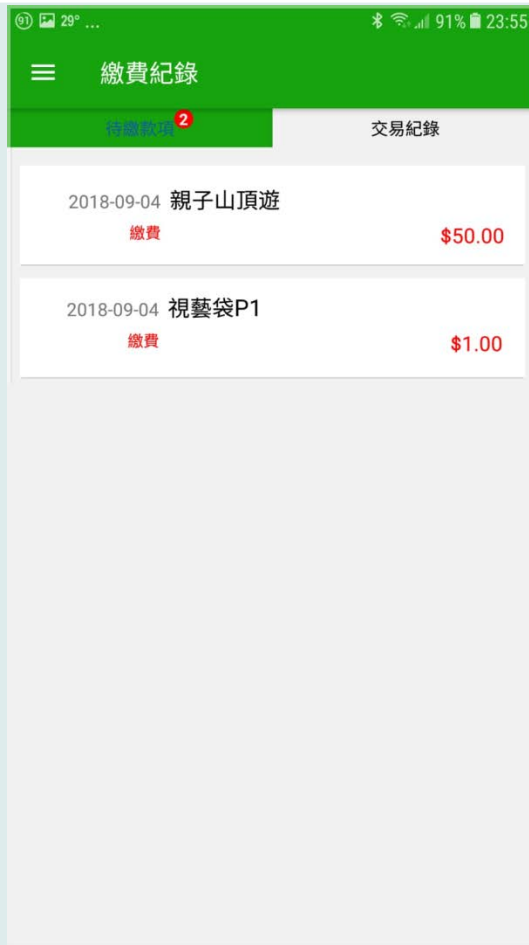 91 29° ... 91% 23:55
繳費紀錄
待繳款項 2 交易紀錄
2018-09-04 親子山頂遊
繳費 $50.00
2018-09-04 視藝袋P1
繳費 $1.00